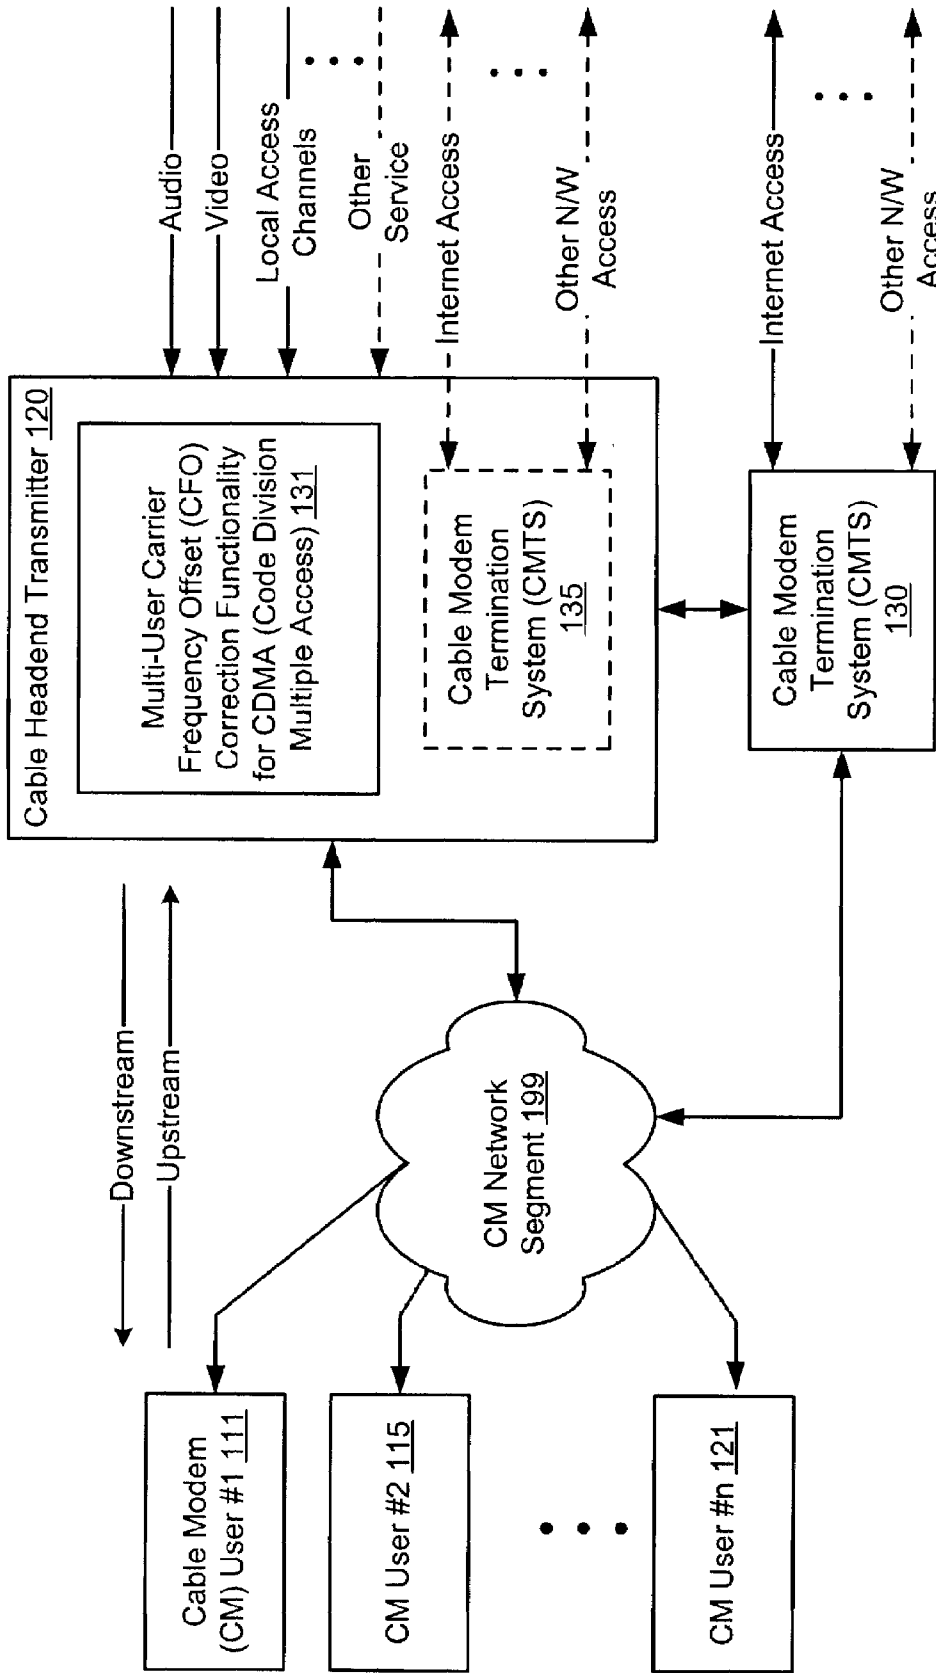 Cable Modem
(CM) User #1 111
CM User #2 115
CM User #n 121
Downstream
Upstream
CM Network
Segment 199
Cable Headend Transmitter 120
Multi-User Carrier
Frequency Offset (CFO)
Correction Functionality
for CDMA (Code Division
Multiple Access) 131
Cable Modem
Termination
System (CMTS)
135
Cable Modem
Termination
System (CMTS)
130
Audio
Video
Local Access
Channels
Other
Service
Internet Access
Other N/W
Access
Internet Access
Other N/W
Access